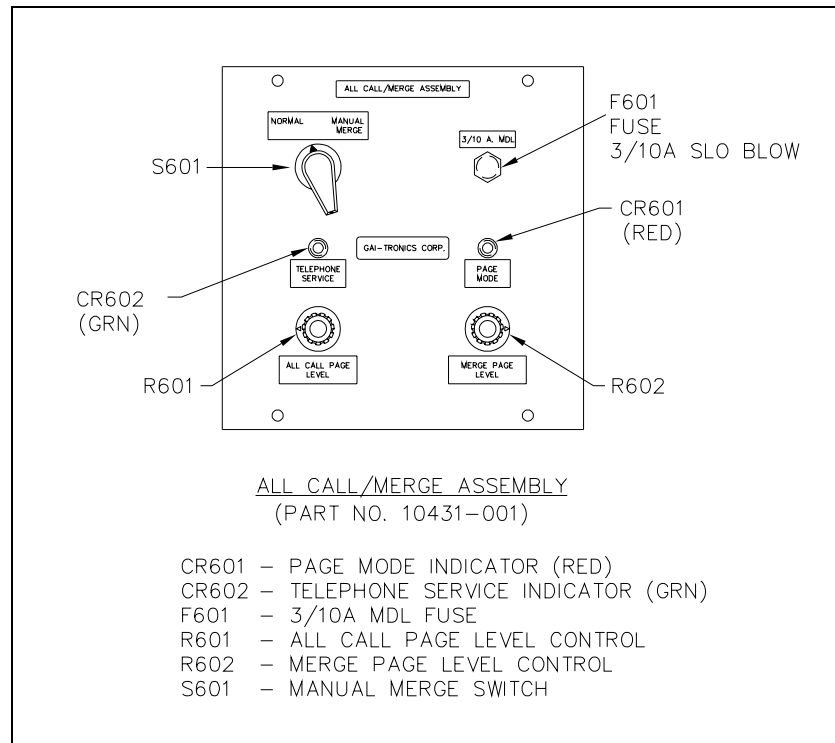 ALL CALL/MERGE ASSEMBLY
NORMAL MANUAL
MERGE
3/10 A. MDL
F601
FUSE
3/10A SLO BLOW
S601
CR601
(RED)
GAI-TRONICS CORP.
TELEPHONE
SERVICE
PAGE
MODE
CR602
(GRN)
ALL CALL PAGE
LEVEL
MERGE PAGE
LEVEL
R601
R602
ALL CALL/MERGE ASSEMBLY
(PART NO. 10431-001)
CR601 - PAGE MODE INDICATOR (RED)
CR602 - TELEPHONE SERVICE INDICATOR (GRN)
F601 - 3/10A MDL FUSE
R601 - ALL CALL PAGE LEVEL CONTROL
R602 - MERGE PAGE LEVEL CONTROL
S601 - MANUAL MERGE SWITCH